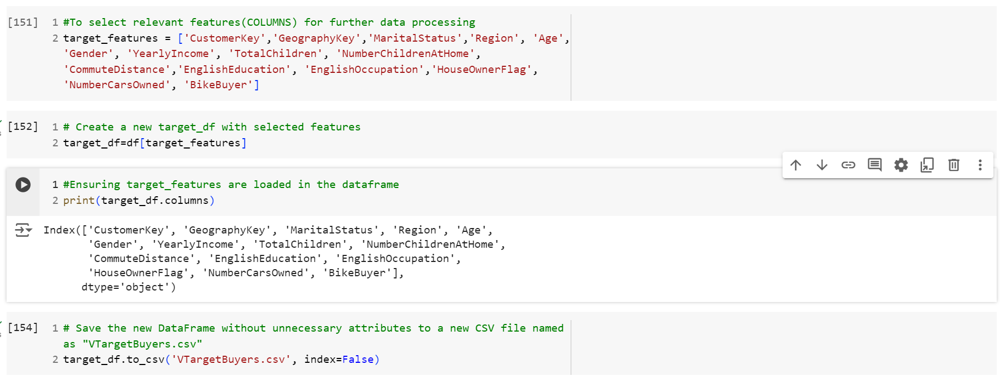 [151] 1 #To select relevant features(COLUMNS) for further data processing
2 target_features = ['CustomerKey','GeographyKey','MaritalStatus','Region', 'Age',
'Gender', 'YearlyIncome', 'TotalChildren', 'NumberChildrenAtHome',
'CommuteDistance','EnglishEducation', 'EnglishOccupation','HouseOwnerFlag',
'NumberCarsOwned', 'BikeBuyer']
[152] 1 # Create a new target_df with selected features
2 target_df=df[target_features]
1 #Ensuring target_features are loaded in the dataframe
2 print(target_df.columns)
Index(['CustomerKey', 'GeographyKey', 'MaritalStatus', 'Region', 'Age',
'Gender', 'YearlyIncome', 'TotalChildren', 'NumberChildrenAtHome',
'CommuteDistance', 'EnglishEducation', 'EnglishOccupation',
'HouseOwnerFlag', 'NumberCarsOwned', 'BikeBuyer'],
dtype='object')
[154] 1 # Save the new DataFrame without unnecessary attributes to a new CSV file named
as "VTargetBuyers.csv"
2 target_df.to_csv('VTargetBuyers.csv', index=False)